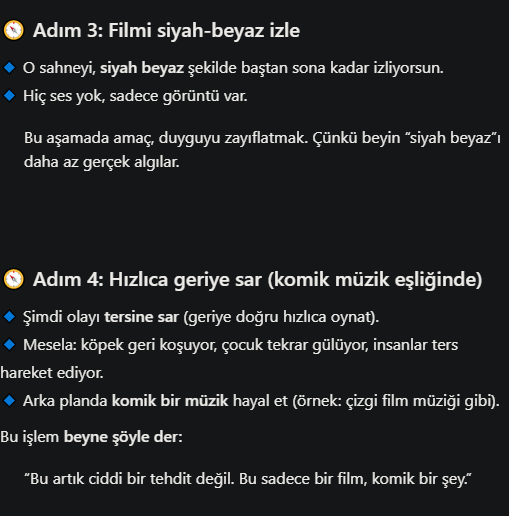 🧭 Adım 3: Filmi siyah-beyaz izle
🔹 O sahneyi, siyah beyaz şekilde baştan sona kadar izliyorsun.
🔹 Hiç ses yok, sadece görüntü var.
Bu aşamada amaç, duyguyu zayıflatmak. Çünkü beyin “siyah beyaz”ı
daha az gerçek algılar.
🧭 Adım 4: Hızlıca geriye sar (komik müzik eşliğinde)
🔹 Şimdi olayı tersine sar (geriye doğru hızlıca oynat).
🔹 Mesela: köpek geri koşuyor, çocuk tekrar gülüyor, insanlar ters
hareket ediyor.
🔹 Arka planda komik bir müzik hayal et (örnek: çizgi film müziği gibi).
Bu işlem beyne şöyle der:
“Bu artık ciddi bir tehdit değil. Bu sadece bir film, komik bir şey.”